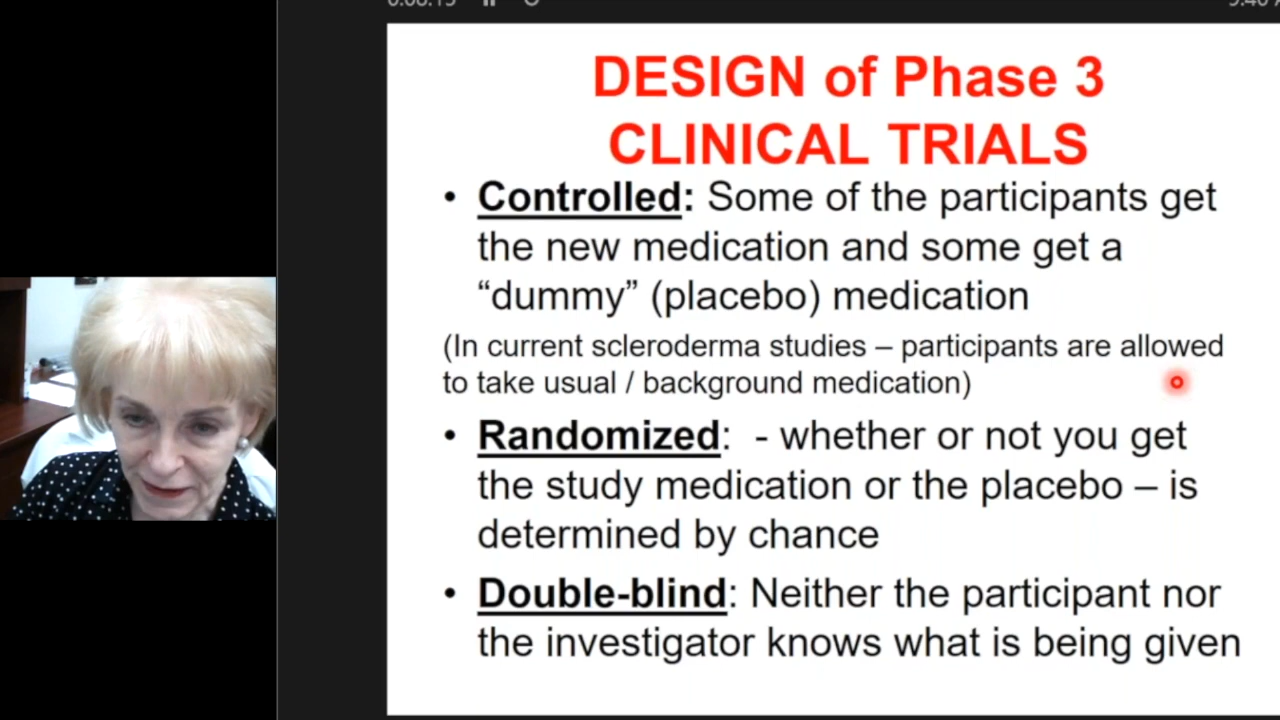 DESIGN of Phase 3
CLINICAL TRIALS
• Controlled: Some of the participants get
the new medication and some get a
“dummy” (placebo) medication
(In current scleroderma studies – participants are allowed
to take usual / background medication)
• Randomized:  - whether or not you get
the study medication or the placebo – is
determined by chance
• Double-blind: Neither the participant nor
the investigator knows what is being given